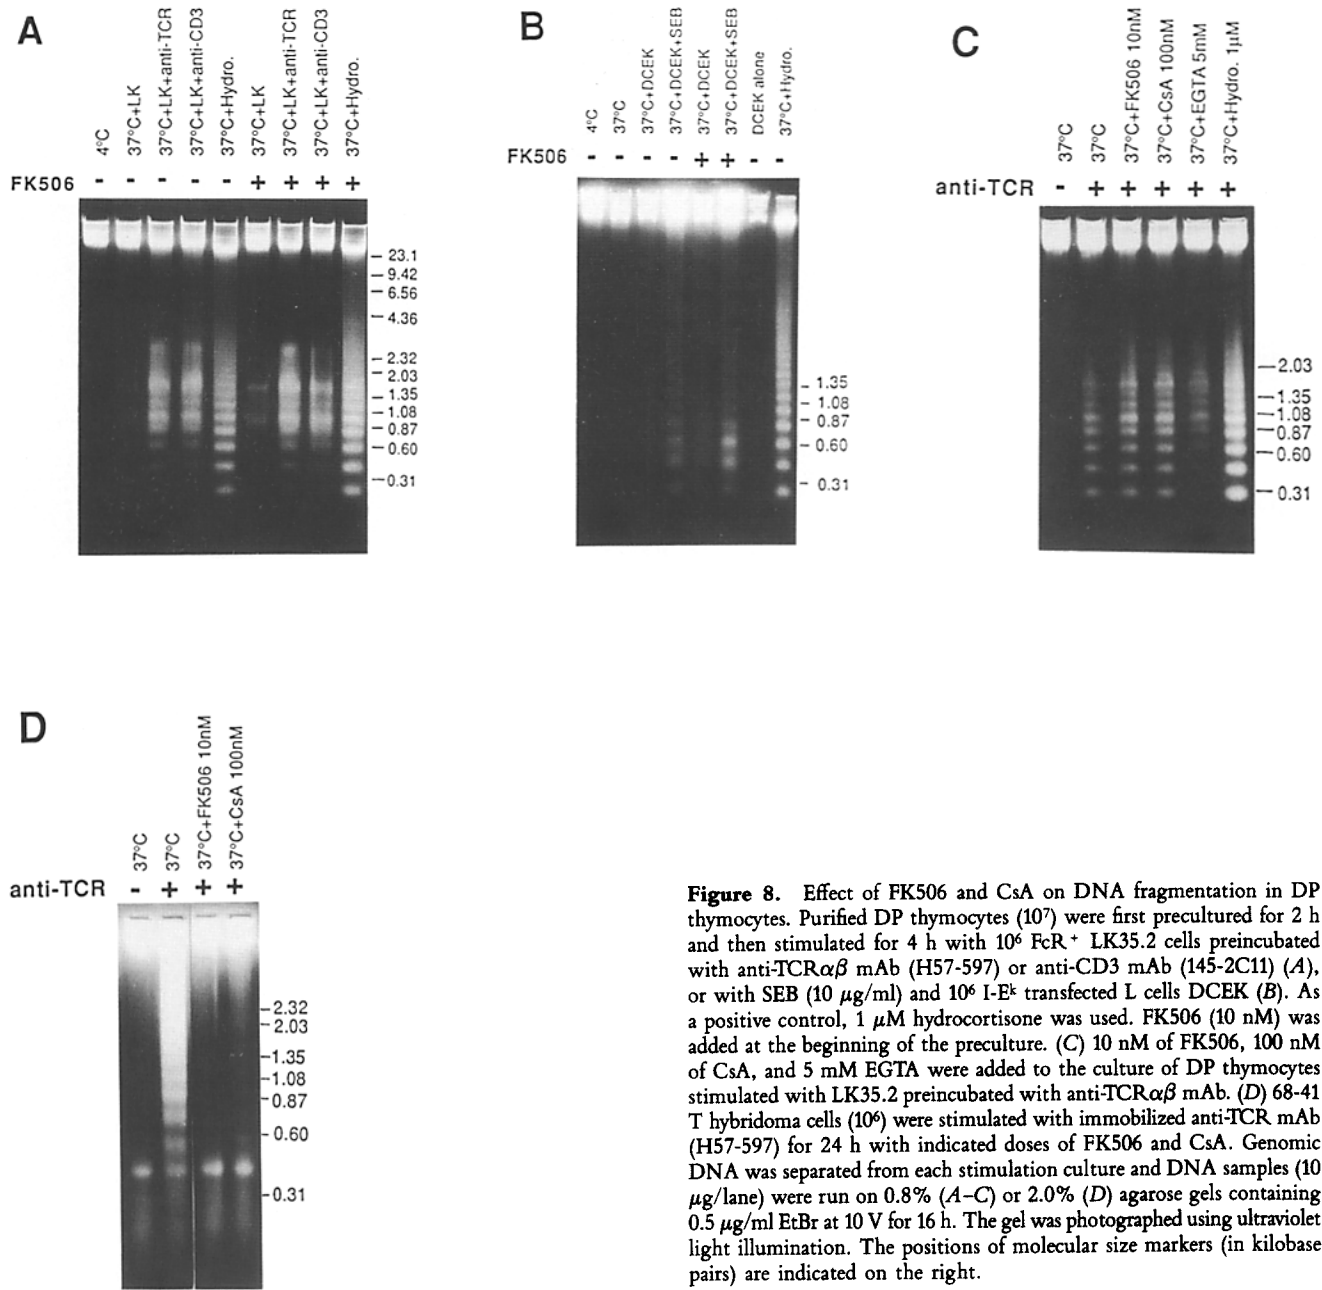 A
4°C
37°C+LK
37°C+LK+anti-TCR
37°C+LK+anti-CD3
37°C+Hydro.
37°C+LK
37°C+LK+anti-TCR
37°C+LK+anti-CD3
37°C+Hydro.
FK506 - - - - - + + + +
23.1
9.42
6.56
4.36
2.32
2.03
1.35
1.08
0.87
0.60
0.31
B
4°C
37°C
37°C+DCEK
37°C+DCEK+SEB
37°C+DCEK
37°C+DCEK+SEB
DCEK alone
37°C+Hydro.
FK506 - - - - + + - -
1.35
1.08
0.87
0.60
0.31
C
37°C
37°C
37°C+FK506 10nM
37°C+CsA 100nM
37°C+EGTA 5mM
37°C+Hydro. 1μM
anti-TCR - + + + + +
2.03
1.35
1.08
0.87
0.60
0.31
D
37°C
37°C
37°C+FK506 10nM
37°C+CsA 100nM
anti-TCR - + + +
2.32
2.03
1.35
1.08
0.87
0.60
0.31
Figure 8. Effect of FK506 and CsA on DNA fragmentation in DP
thymocytes. Purified DP thymocytes (10⁷) were first precultured for 2 h
and then stimulated for 4 h with 10⁶ FcR⁺ LK35.2 cells preincubated
with anti-TCRαβ mAb (H57-597) or anti-CD3 mAb (145-2C11) (A),
or with SEB (10 μg/ml) and 10⁶ I-Eᵏ transfected L cells DCEK (B). As
a positive control, 1 μM hydrocortisone was used. FK506 (10 nM) was
added at the beginning of the preculture. (C) 10 nM of FK506, 100 nM
of CsA, and 5 mM EGTA were added to the culture of DP thymocytes
stimulated with LK35.2 preincubated with anti-TCRαβ mAb. (D) 68-41
T hybridoma cells (10⁶) were stimulated with immobilized anti-TCR mAb
(H57-597) for 24 h with indicated doses of FK506 and CsA. Genomic
DNA was separated from each stimulation culture and DNA samples (10
μg/lane) were run on 0.8% (A–C) or 2.0% (D) agarose gels containing
0.5 μg/ml EtBr at 10 V for 16 h. The gel was photographed using ultraviolet
light illumination. The positions of molecular size markers (in kilobase
pairs) are indicated on the right.